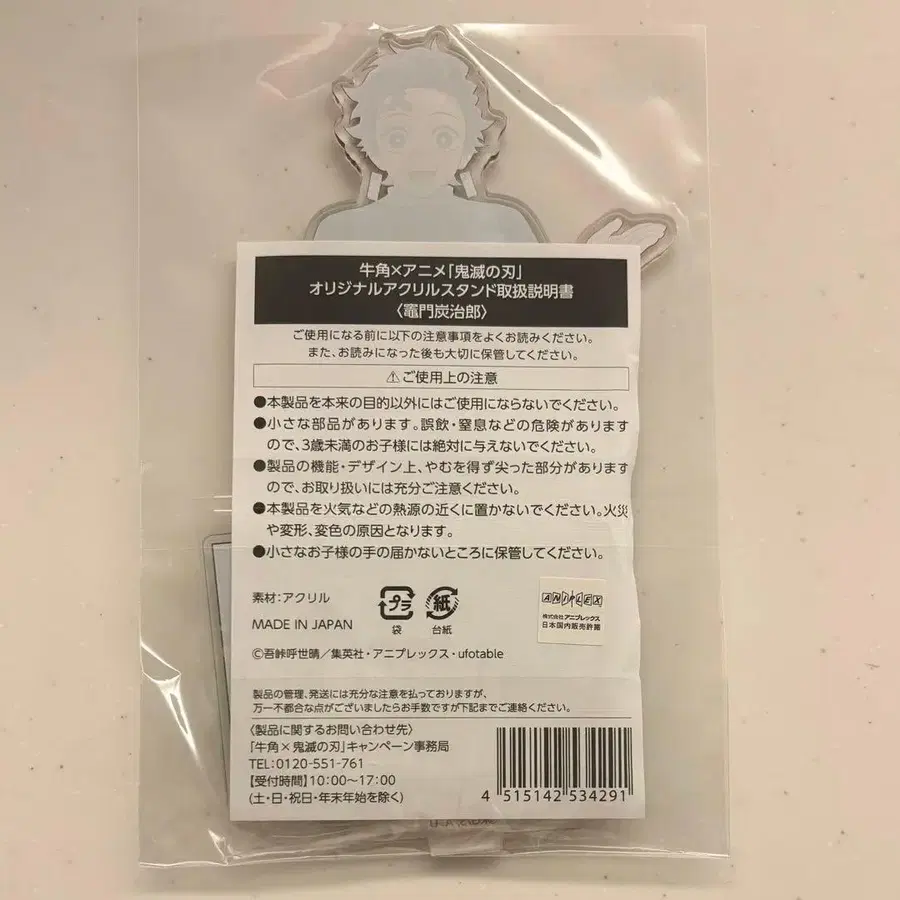 牛角×アニメ「鬼滅の刃」
オリジナルアクリルスタンド取扱説明書
〈竈門炭治郎〉
ご使用になる前に以下の注意事項をよくお読みください。
また、お読みになった後も大切に保管してください。
⚠ご使用上の注意
●本製品を本来の目的以外にはご使用にならないでください。
●小さな部品があります。誤飲・窒息などの危険があります
ので、3歳未満のお子様には絶対に与えないでください。
●製品の機能・デザイン上、やむを得ず尖った部分があります
ので、お取り扱いには充分ご注意ください。
●本製品を火気などの熱源の近くに置かないでください。火災
や変形、変色の原因となります。
●小さなお子様の手の届かないところに保管してください。
素材：アクリル
プラ
袋
紙
台紙
MADE IN JAPAN
ANIPLEX
株式会社アニプレックス
日本国内販売許諾
©吾峠呼世晴／集英社・アニプレックス・ufotable
製品の管理、発送には充分な注意を払っておりますが、
万一不都合な点がございましたらお手数ですが下記までご連絡ください。
〈製品に関するお問い合わせ先〉
「牛角×鬼滅の刃」キャンペーン事務局
TEL：0120-551-761
【受付時間】10：00～17：00
(土・日・祝日・年末年始を除く)
4 515142 534291